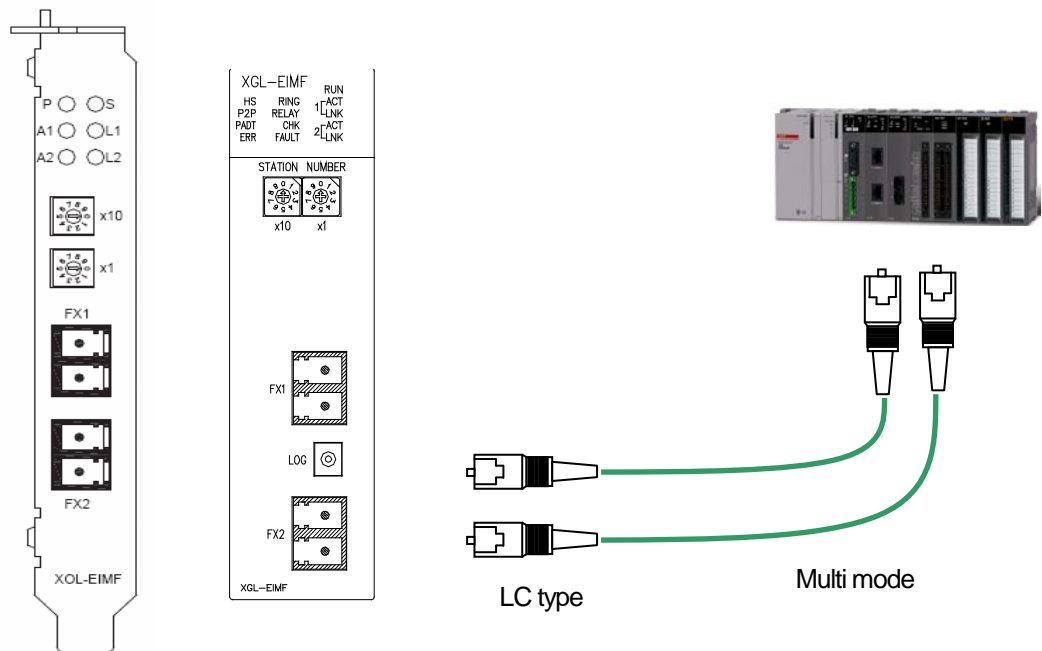 P S
A1 L1
A2 L2
x10
x1
FX1
FX2
XOL-EIMF
XGL-EIMF
RUN
HS RING 1 ACT
P2P RELAY LNK
PADT CHK 2 ACT
ERR FAULT LNK
STATION NUMBER
x10 x1
FX1
LOG
FX2
XGL-EIMF
LC type
Multi mode